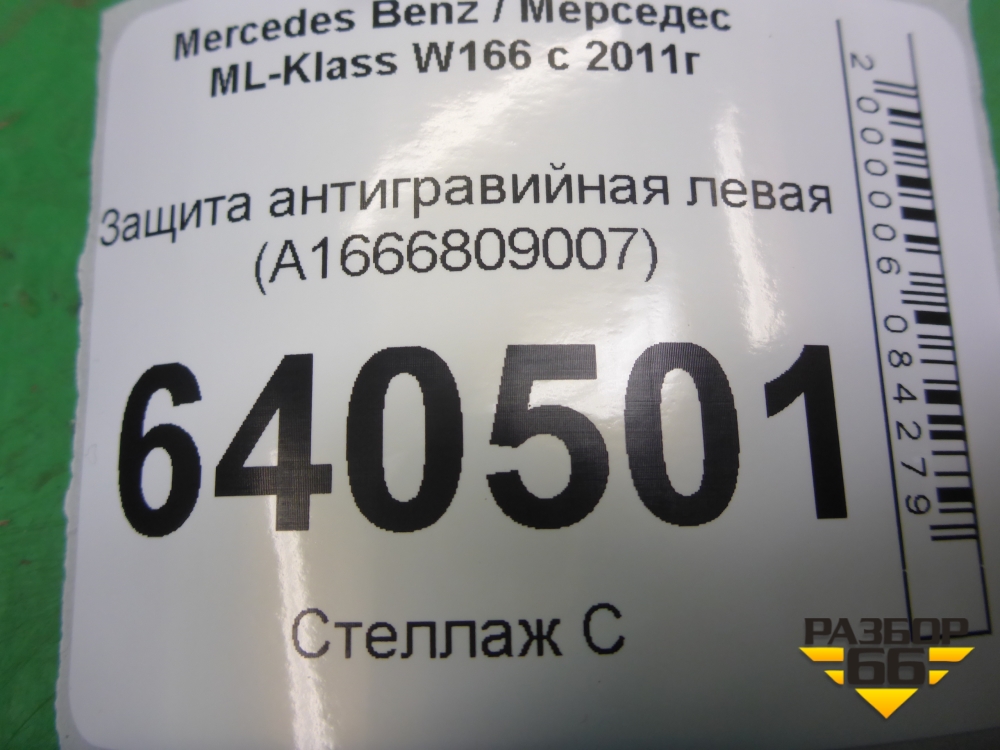 Mercedes Benz / Мерседес
ML-Klass W166 с 2011г
Защита антигравийная левая
(A1666809007)
640501
Стеллаж С
2000006084279
РАЗБОР
66